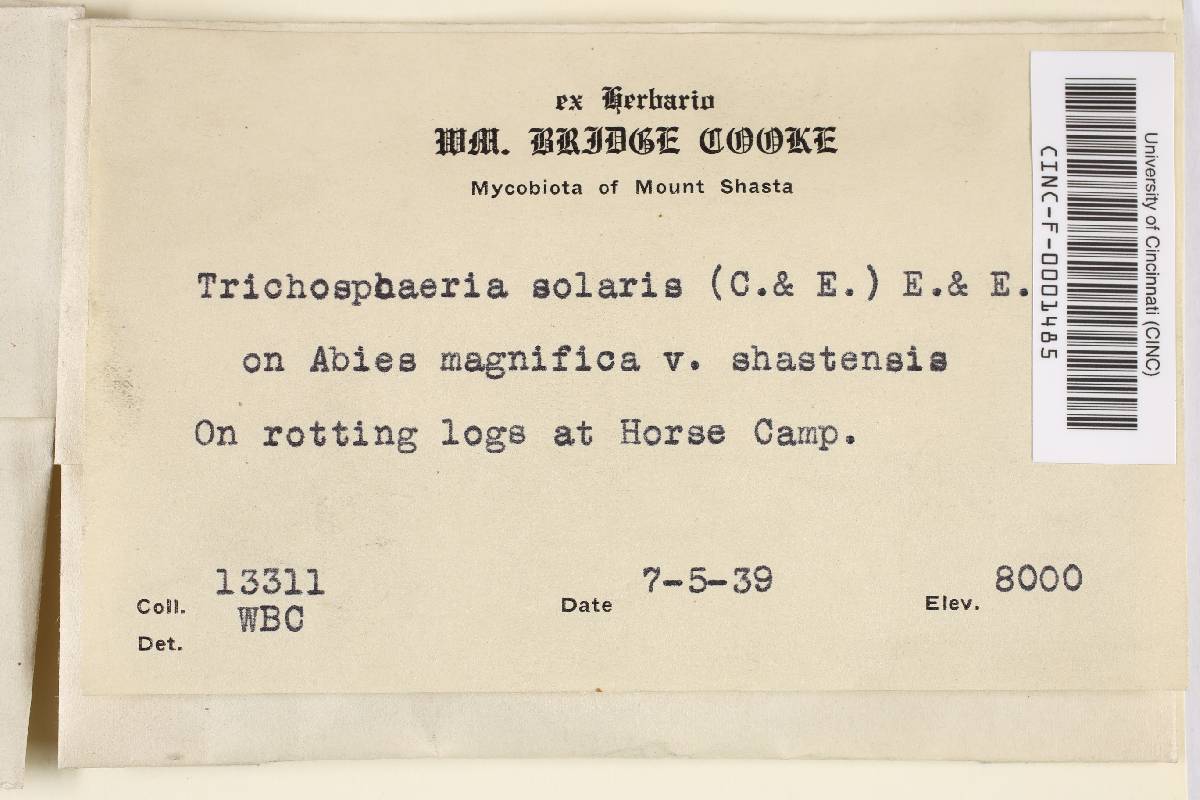 ex Herbario
WM. BRIDGE COOKE
Mycobiota of Mount Shasta
Trichosphaeria solaris (C.& E.) E.& E.
on Abies magnifica v. shastensis
On rotting logs at Horse Camp.
Coll. 13311
WBC
Det.
Date 7-5-39
Elev. 8000
University of Cincinnati (CINC)
CINC-F-0001485